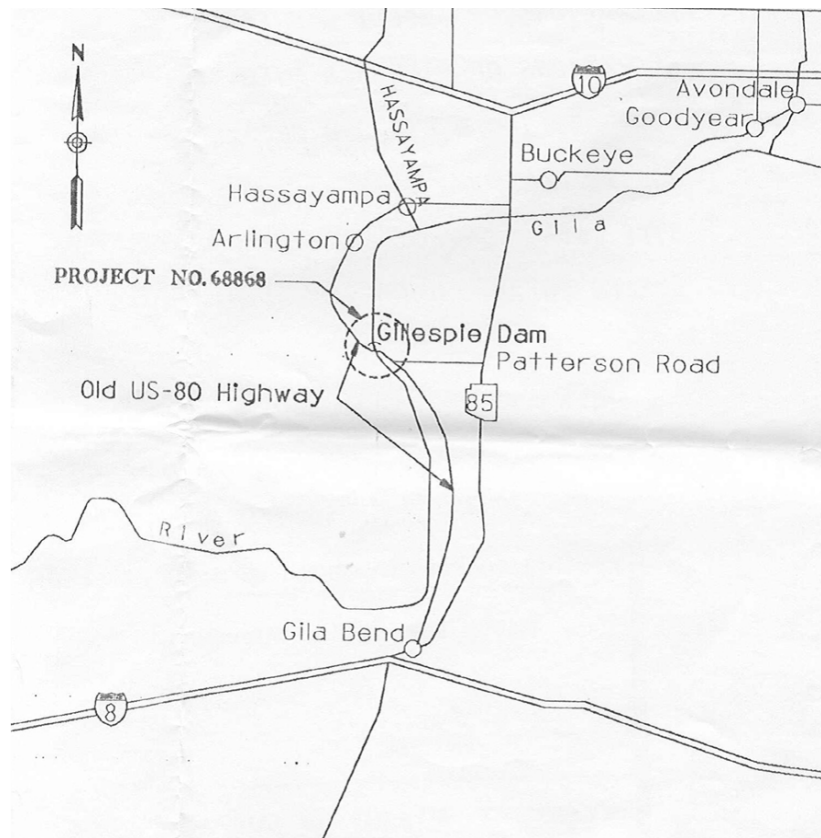 N
10
Avondale
Goodyear
HASSAYAMPA
Buckeye
Hassayampa
Gila
Arlington
PROJECT NO. 68868
Gillespie Dam
Patterson Road
Old US-80 Highway
85
River
Gila Bend
8